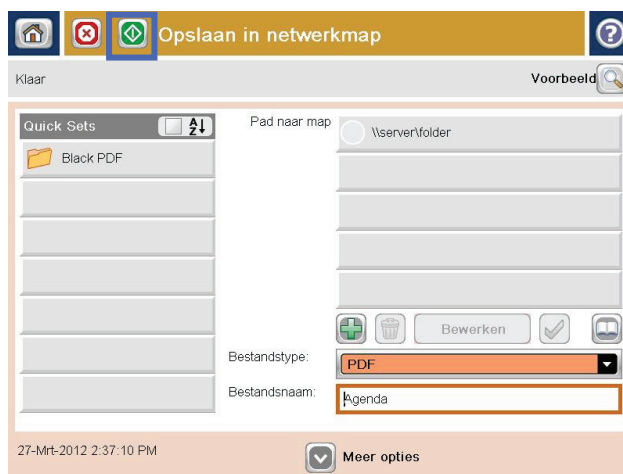 Opslaan in netwerkmap
Klaar
Voorbeeld
Quick Sets
Pad naar map
\\server\folder
Black PDF
Bewerken
Bestandstype:
PDF
Bestandsnaam:
Agenda
27-Mrt-2012 2:37:10 PM
Meer opties